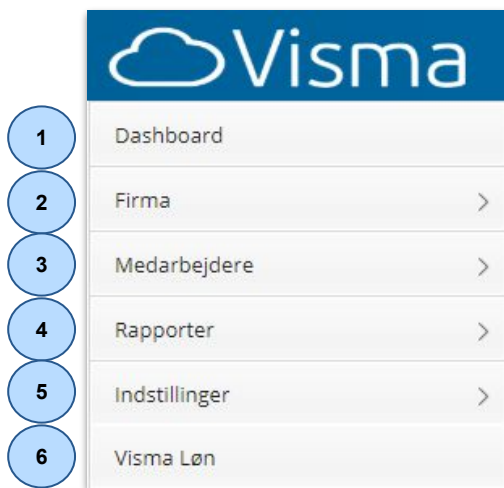 Visma
1 Dashboard
2 Firma
3 Medarbejdere
4 Rapporter
5 Indstillinger
6 Visma Løn